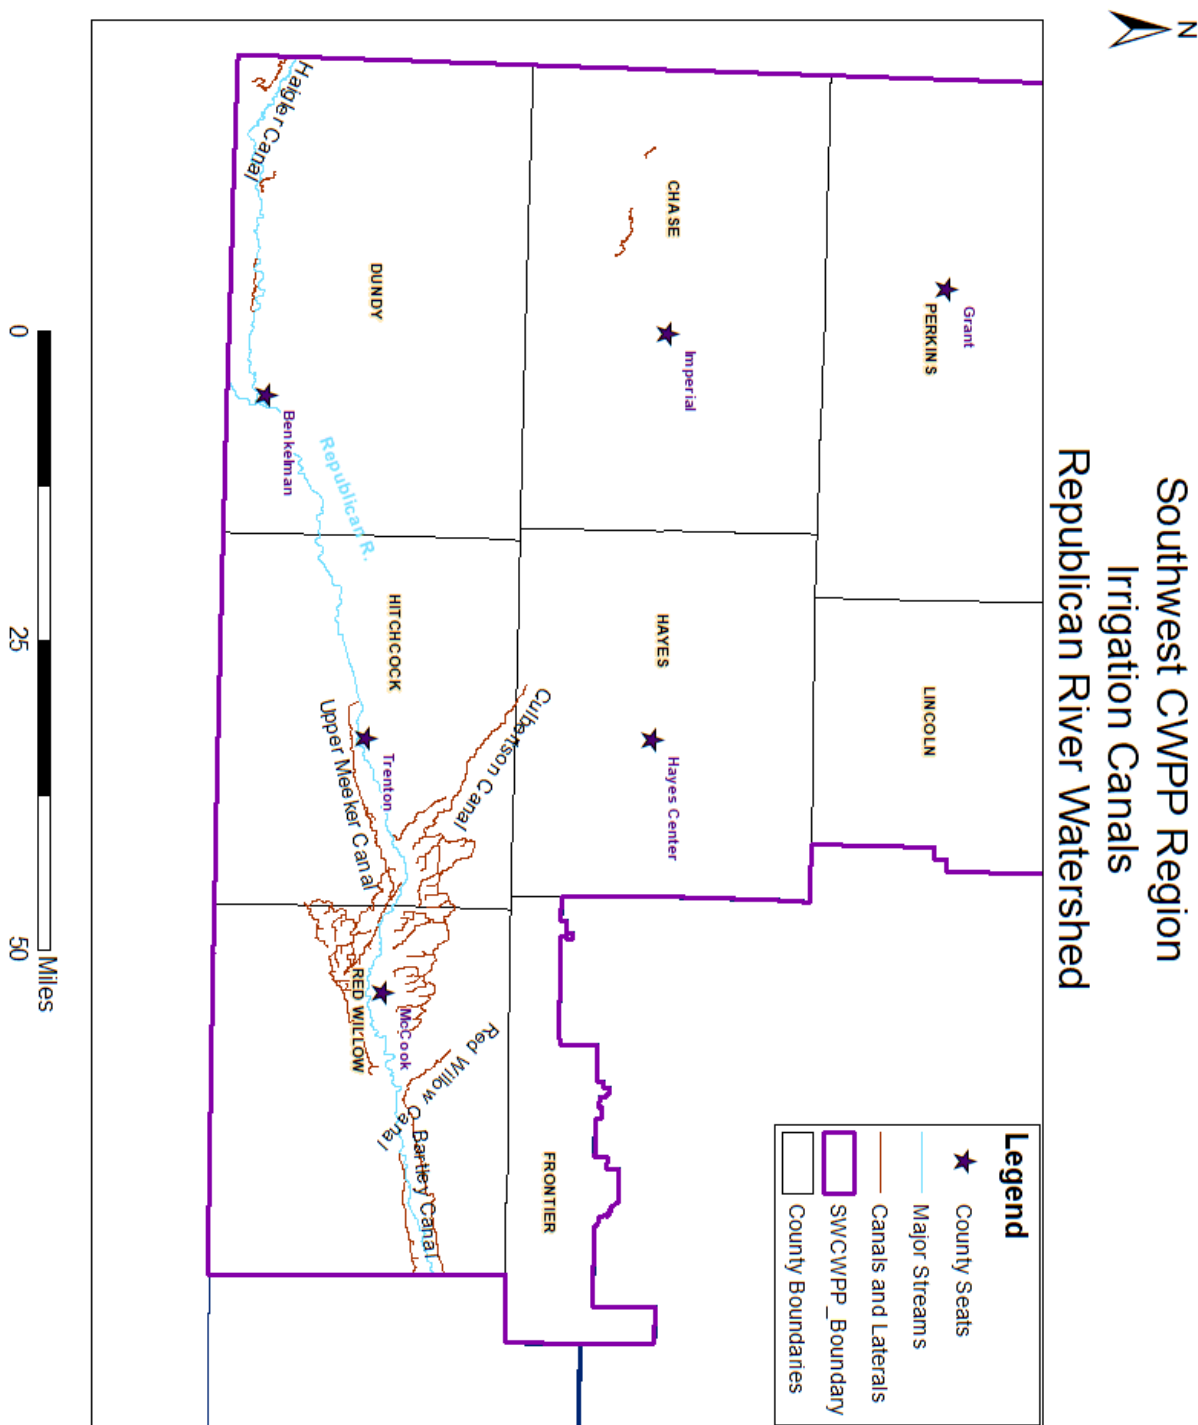 N
Southwest CWPP Region
Irrigation Canals
Republican River Watershed
Grant
PERKINS
LINCOLN
CHASE
Imperial
HAYES
Hayes Center
DUNDY
Haigler Canal
Benkelman
Republican R.
HITCHCOCK
Culbertson Canal
Trenton
Upper Meeker Canal
RED WILLOW
McCook
Red Willow Canal
Bartley Canal
FRONTIER
Legend
County Seats
Major Streams
Canals and Laterals
SWCWPP_Boundary
County Boundaries
0 25 50
Miles